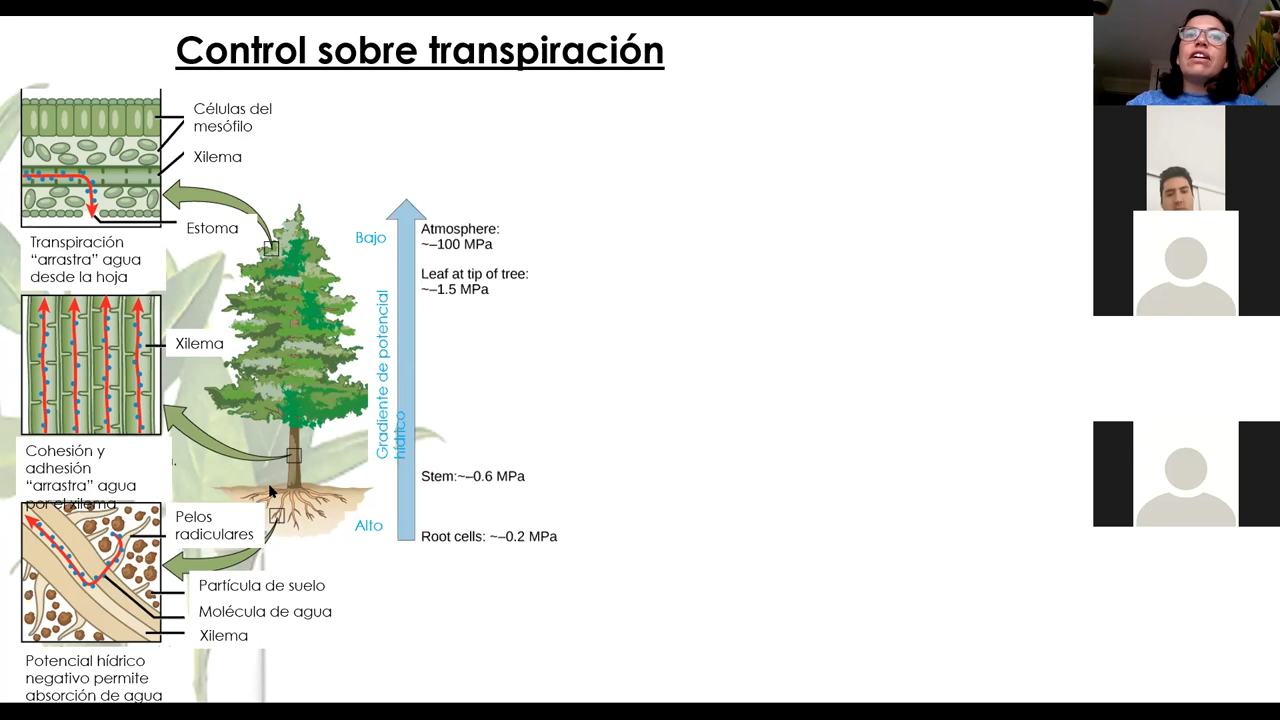 Control sobre transpiración
Células del
mesófilo
Xilema
Estoma
Transpiración
“arrastra” agua
desde la hoja
Xilema
Cohesión y
adhesión
“arrastra” agua
por el xilema
Pelos
radiculares
Partícula de suelo
Molécula de agua
Xilema
Potencial hídrico
negativo permite
absorción de agua
Bajo
Gradiente de potencial
hídrico
Alto
Atmosphere:
~–100 MPa
Leaf at tip of tree:
~–1.5 MPa
Stem:~–0.6 MPa
Root cells: ~–0.2 MPa